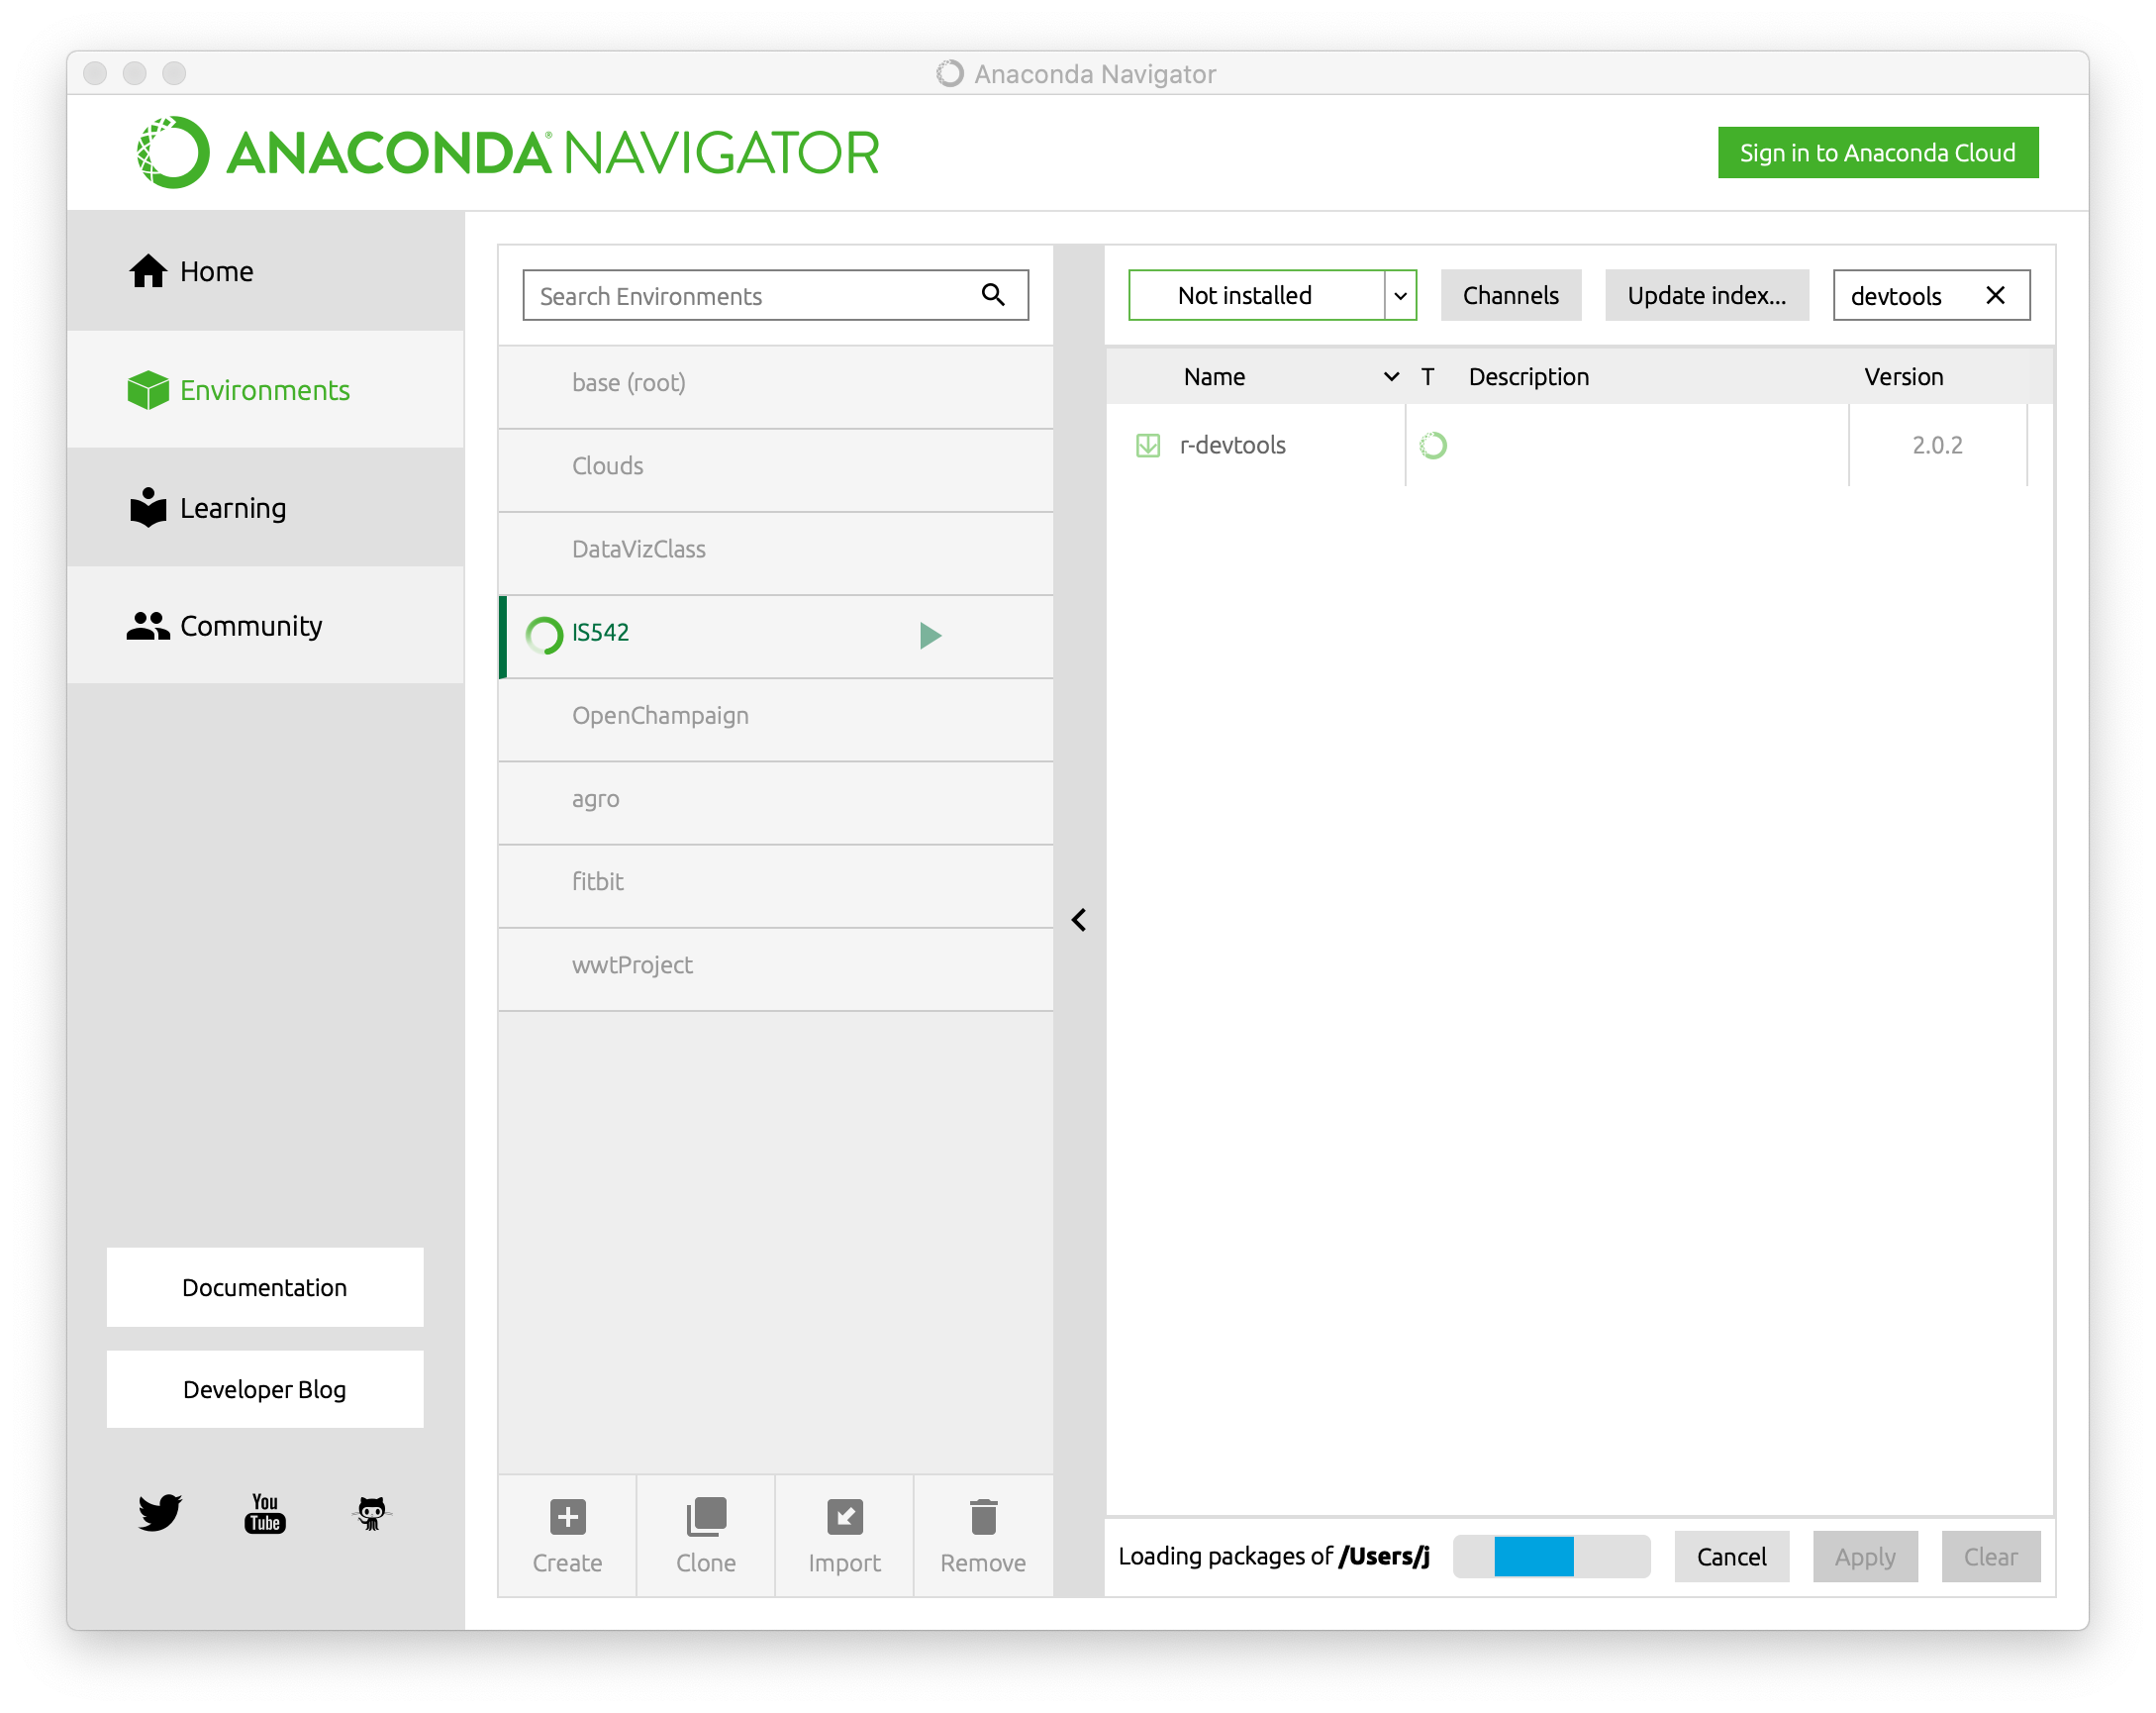 Anaconda Navigator
ANACONDA® NAVIGATOR
Sign in to Anaconda Cloud
Home
Environments
Learning
Community
Documentation
Developer Blog
You
Tube
Search Environments
base (root)
Clouds
DataVizClass
IS542
OpenChampaign
agro
fitbit
wwtProject
Create
Clone
Import
Remove
Not installed
Channels
Update index...
devtools
Name
T
Description
Version
r-devtools
2.0.2
Loading packages of /Users/j
Cancel
Apply
Clear